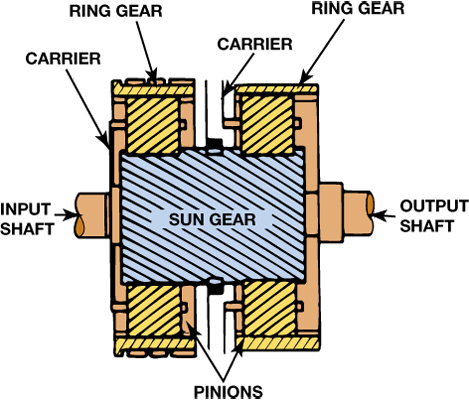 RING GEAR
RING GEAR
CARRIER
CARRIER
INPUT
SHAFT
SUN GEAR
OUTPUT
SHAFT
PINIONS